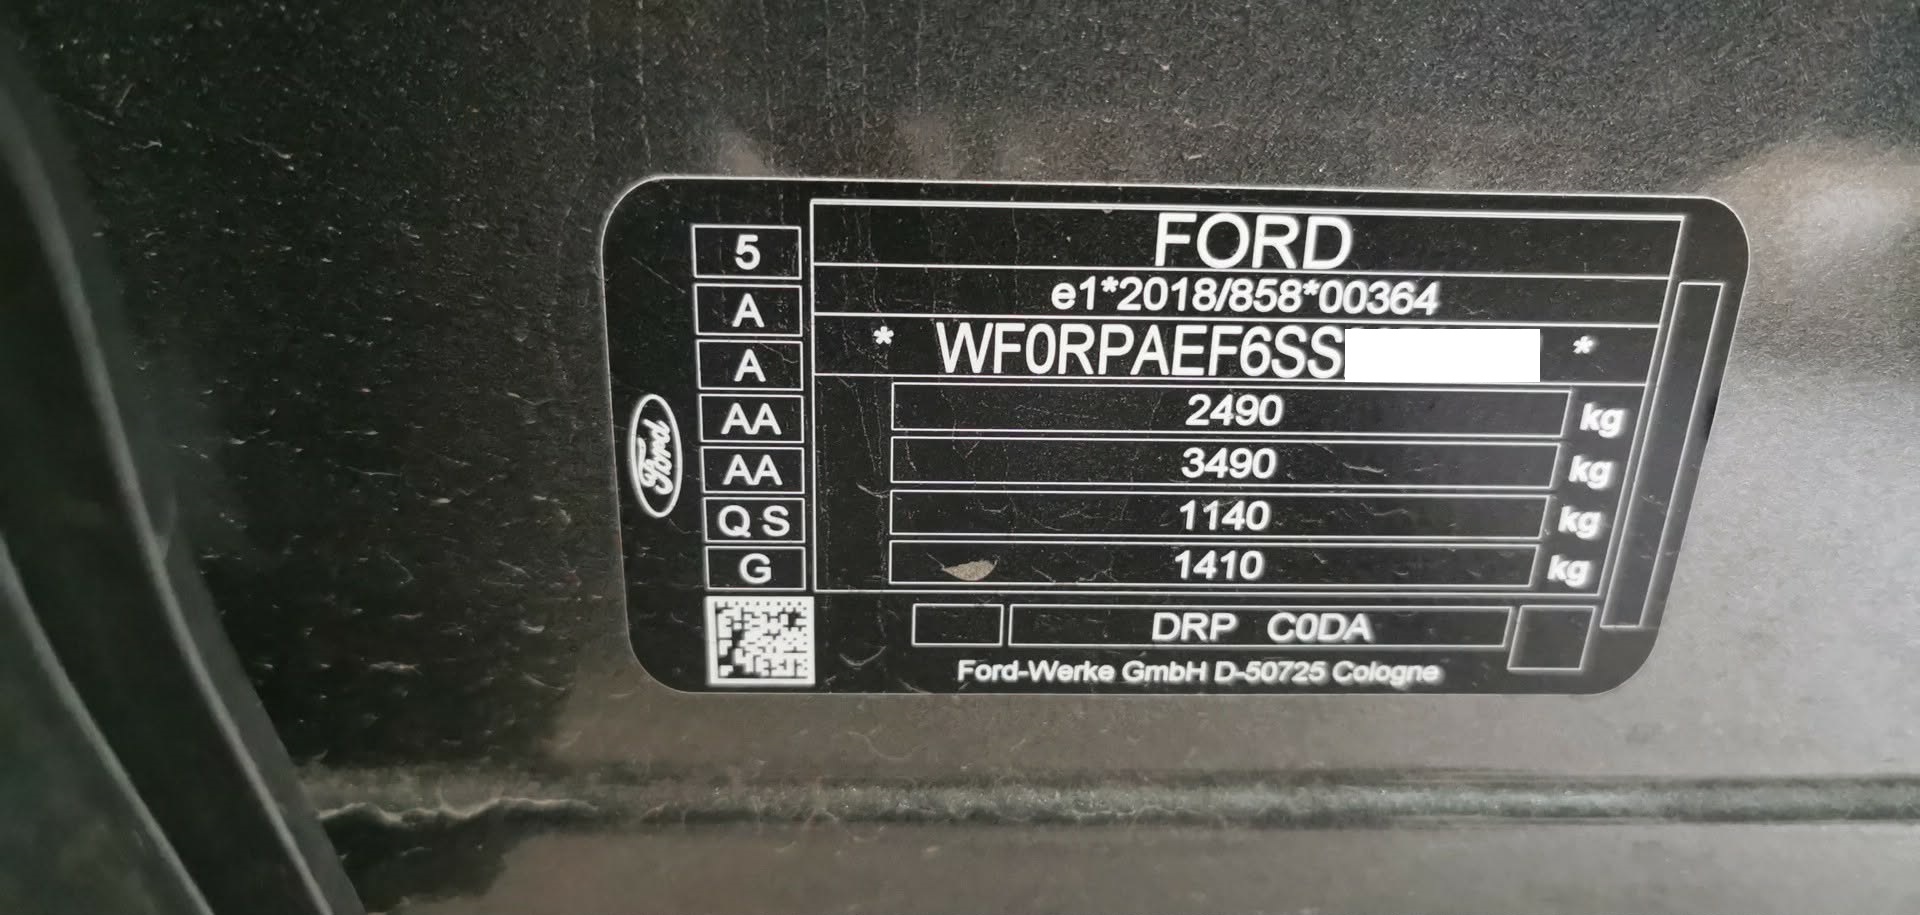 FORD
e1*2018/858*00364
* WF0RPAEF6SS *
2490 kg
3490 kg
1140 kg
1410 kg
DRP C0DA
Ford-Werke GmbH D-50725 Cologne
5
A
A
AA
AA
Q S
G
Ford